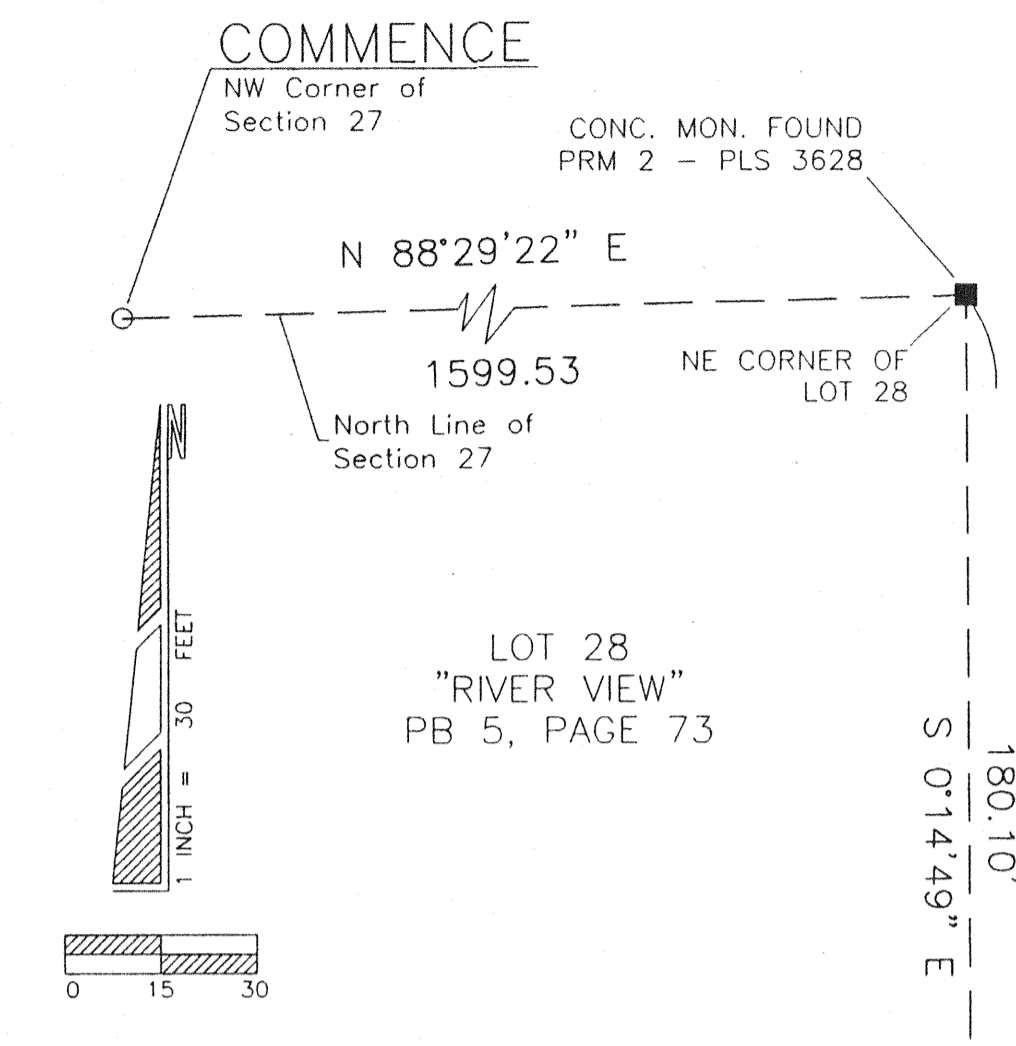 COMMENCE
NW Corner of
Section 27
CONC. MON. FOUND
PRM 2 – PLS 3628
N 88°29'22" E
1599.53
NE CORNER OF
LOT 28
North Line of
Section 27
N
1 INCH = 30 FEET
LOT 28
"RIVER VIEW"
PB 5, PAGE 73
180.10'
S 0°14'49" E
0 15 30